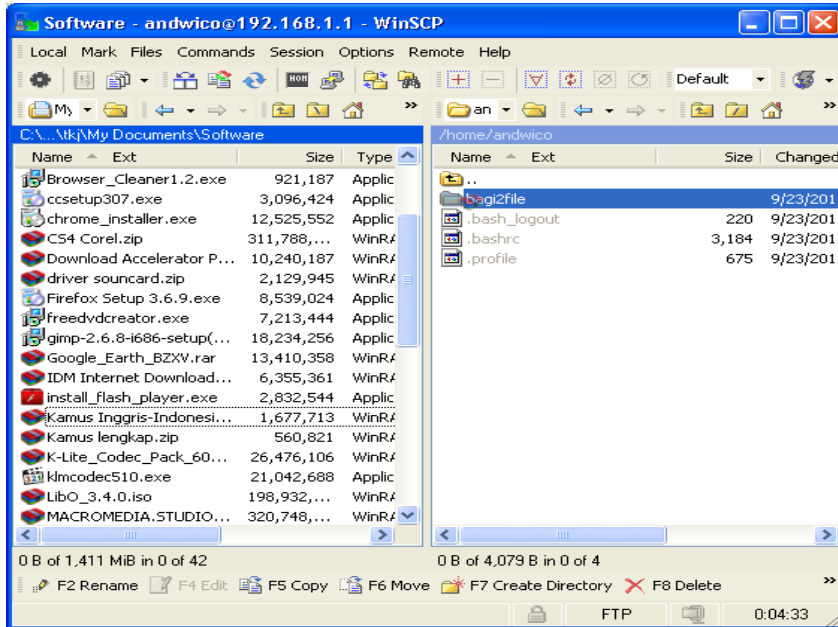 Software - andwico@192.168.1.1 - WinSCP
Local Mark Files Commands Session Options Remote Help
Default
My an
C:\...\tkj\My Documents\Software /home/andwico
Name Ext Size Type Name Ext Size Changed
Browser_Cleaner1.2.exe 921,187 Applic ..
ccsetup307.exe 3,096,424 Applic bagi2file 9/23/201
chrome_installer.exe 12,525,552 Applic .bash_logout 220 9/23/201
CS4 Corel.zip 311,788,... WinRA .bashrc 3,184 9/23/201
Download Accelerator P... 10,240,187 WinRA .profile 675 9/23/201
driver souncard.zip 2,129,945 WinRA
Firefox Setup 3.6.9.exe 8,539,024 Applic
freedvdcreator.exe 7,213,444 Applic
gimp-2.6.8-i686-setup(... 18,234,256 Applic
Google_Earth_BZXV.rar 13,410,358 WinRA
IDM Internet Download... 6,355,361 WinRA
install_flash_player.exe 2,832,544 Applic
Kamus Inggris-Indonesi... 1,677,713 WinRA
Kamus lengkap.zip 560,821 WinRA
K-Lite_Codec_Pack_60... 26,476,106 WinRA
klmcodec510.exe 21,042,688 Applic
LibO_3.4.0.iso 198,932,... WinRA
MACROMEDIA.STUDIO... 320,748,... WinRA
0 B of 1,411 MiB in 0 of 42 0 B of 4,079 B in 0 of 4
F2 Rename F4 Edit F5 Copy F6 Move F7 Create Directory F8 Delete
FTP 0:04:33